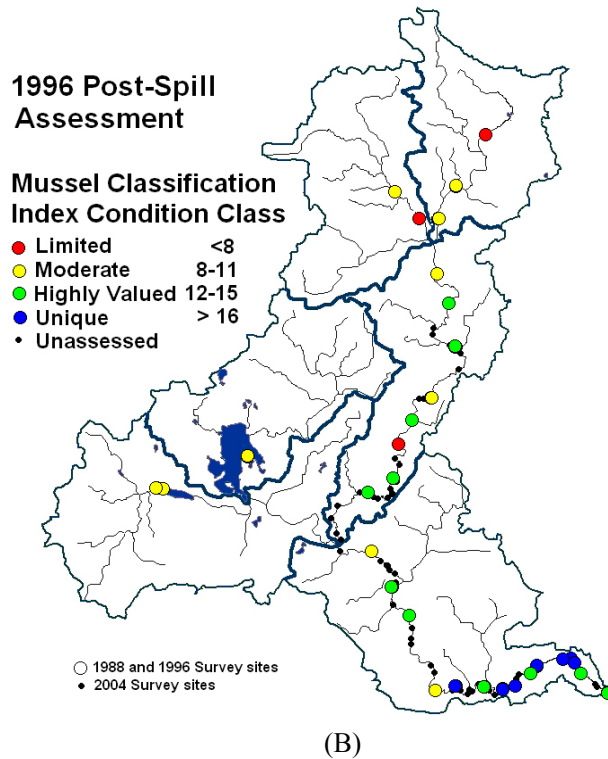 1996 Post-Spill
Assessment
Mussel Classification
Index Condition Class
Limited <8
Moderate 8-11
Highly Valued 12-15
Unique > 16
Unassessed
1988 and 1996 Survey sites
2004 Survey sites
(B)